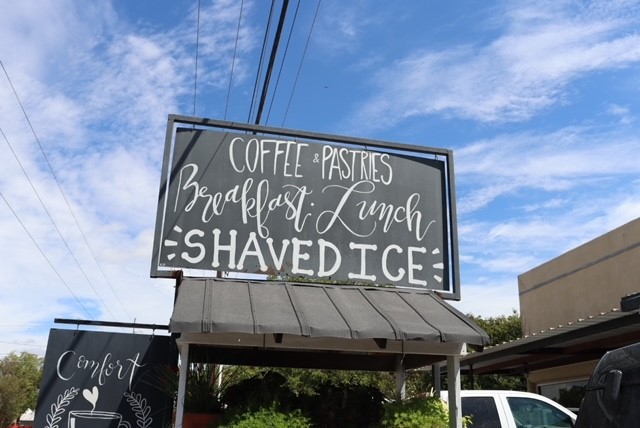 COFFEE & PASTRIES
Breakfast · Lunch
SHAVED ICE
Comfort